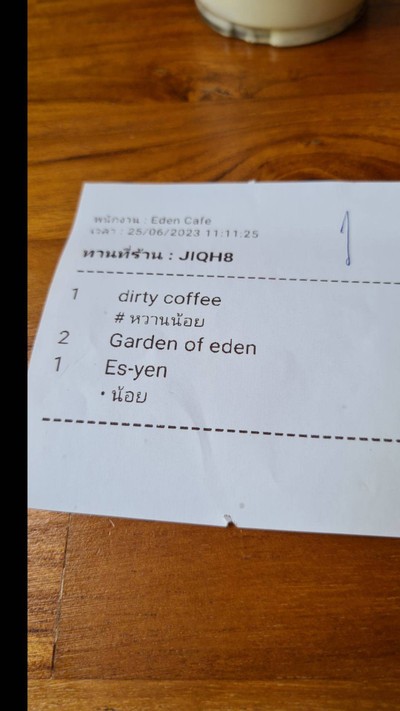 พนักงาน : Eden Cafe
เวลา : 25/06/2023 11:11:25
ทานที่ร้าน : JIQH8
1 dirty coffee
# หวานน้อย
2 Garden of eden
1 Es-yen
• น้อย
1